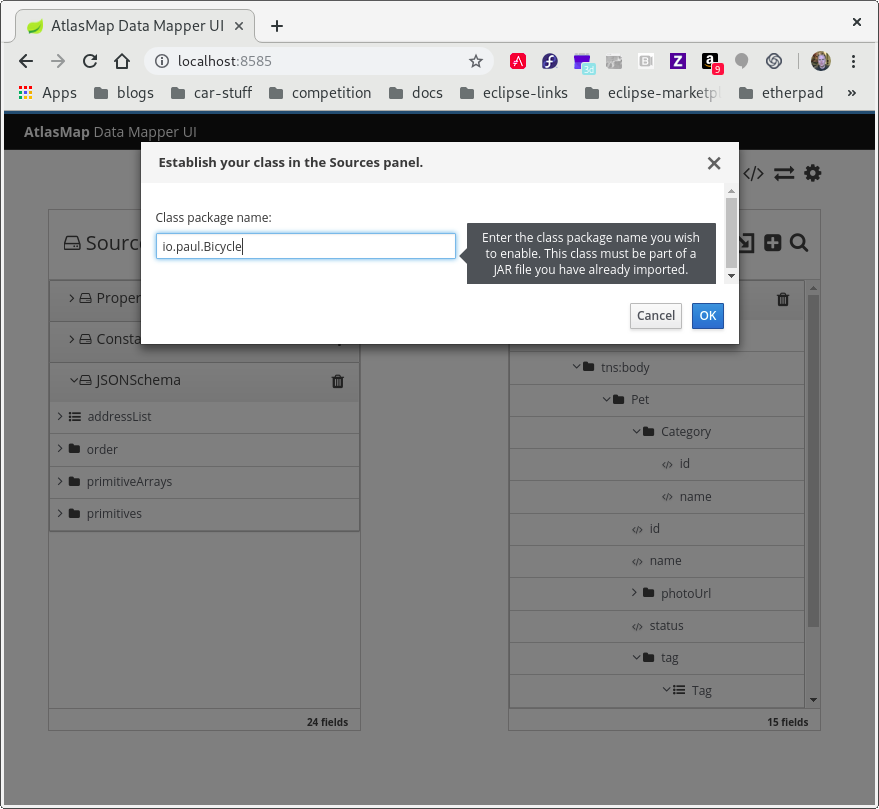 AtlasMap Data Mapper UI
localhost:8585
3d
9
Apps
blogs
car-stuff
competition
docs
eclipse-links
eclipse-marketpl
etherpad
»
AtlasMap Data Mapper UI
Establish your class in the Sources panel.
Class package name:
io.paul.Bicycle
Enter the class package name you wish
to enable. This class must be part of a
JAR file you have already imported.
Cancel
OK
Sourc
Proper
Consta
JSONSchema
addressList
order
primitiveArrays
primitives
24 fields
tns:body
Pet
Category
id
name
id
name
photoUrl
status
tag
Tag
15 fields